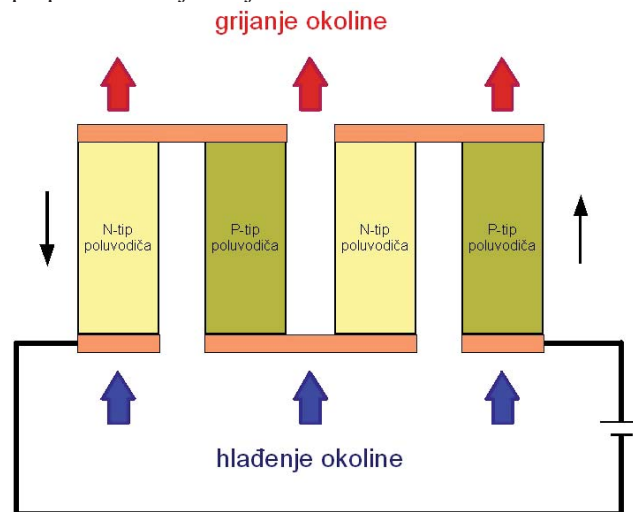 grijanje okoline
N-tip
poluvodiča
P-tip
poluvodiča
N-tip
poluvodiča
P-tip
poluvodiča
hlađenje okoline